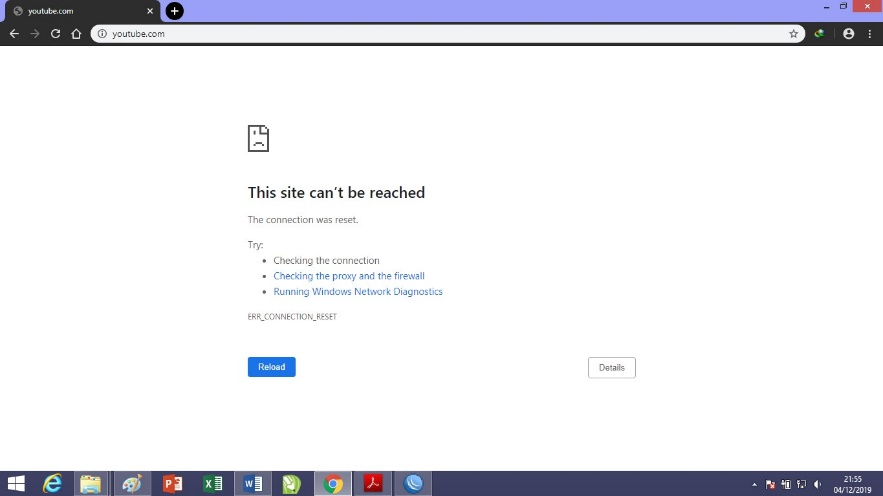 youtube.com
youtube.com
This site can't be reached
The connection was reset.
Try:
Checking the connection
Checking the proxy and the firewall
Running Windows Network Diagnostics
ERR_CONNECTION_RESET
Reload
Details
21:55
04/12/2019